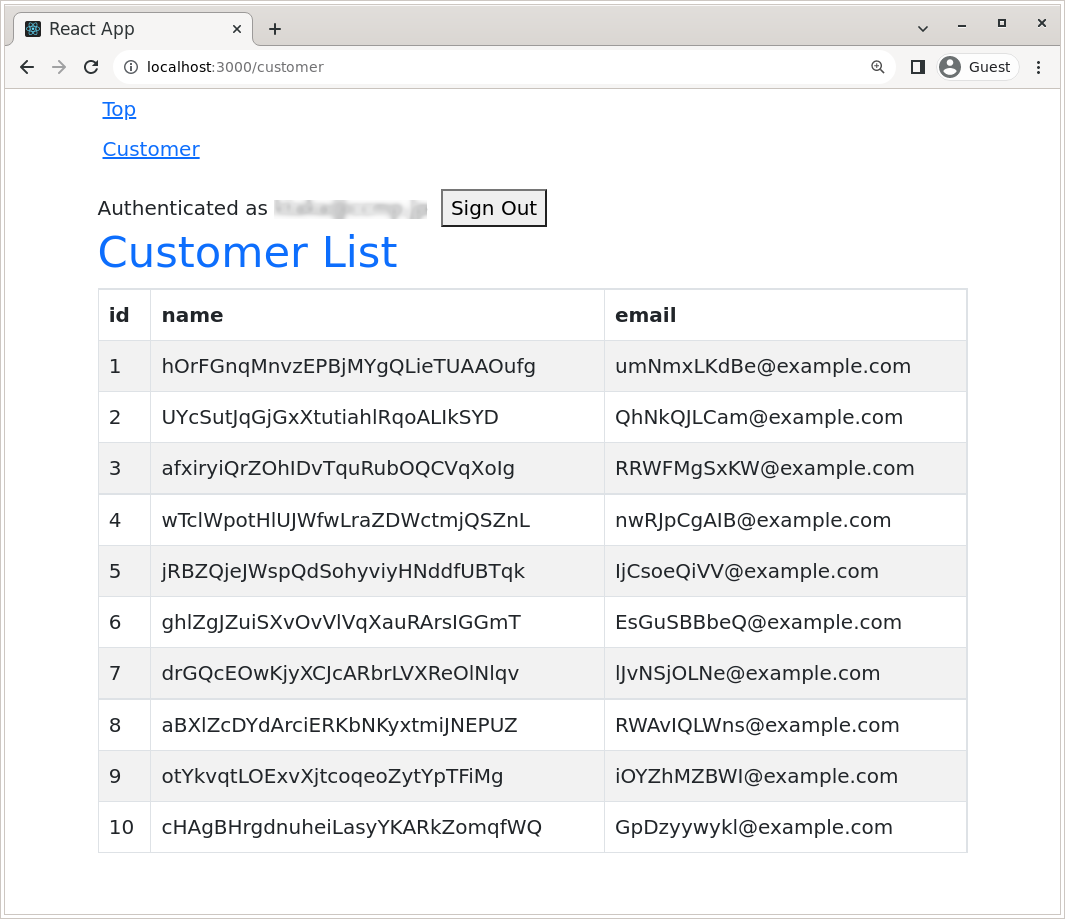 React App
localhost:3000/customer
Guest
Top
Customer
Authenticated as Sign Out
Customer List
id name email
1 hOrFGnqMnvzEPBjMYgQLieTUAAOufg umNmxLKdBe@example.com
2 UYcSutJqGjGxXtutiahlRqoALIkSYD QhNkQJLCam@example.com
3 afxiryiQrZOhIDvTquRubOQCVqXoIg RRWFMgSxKW@example.com
4 wTclWpotHlUJWfwLraZDWctmjQSZnL nwRJpCgAIB@example.com
5 jRBZQjeJWspQdSohyviyHNddfUBTqk IjCsoeQiVV@example.com
6 ghlZgJZuiSXvOvVlVqXauRArsIGGmT EsGuSBBbeQ@example.com
7 drGQcEOwKjyXCJcARbrLVXReOlNlqv lJvNSjOLNe@example.com
8 aBXlZcDYdArciERKbNKyxtmiJNEPUZ RWAvIQLWns@example.com
9 otYkvqtLOExvXjtcoqeoZytYpTFiMg iOYZhMZBWI@example.com
10 cHAgBHrgdnuheiLasyYKARkZomqfWQ GpDzyywykl@example.com